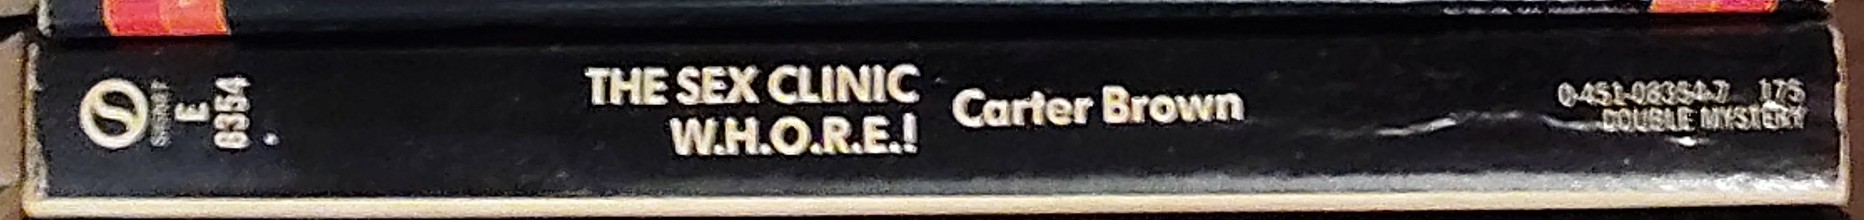 SIGNET
E
8354
THE SEX CLINIC
W.H.O.R.E.!
Carter Brown
0-451-08354-7 175
DOUBLE MYSTERY